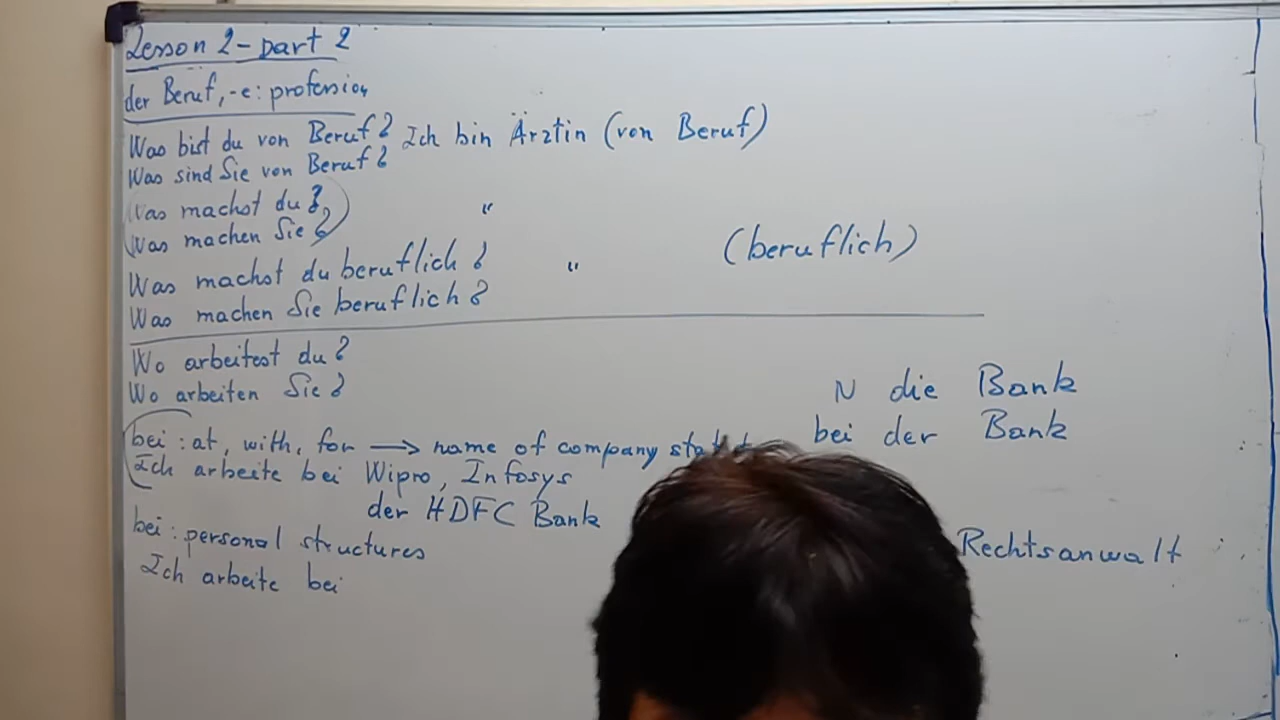 Lesson 2 - part 2
der Beruf, -e: profession
Was bist du von Beruf? Ich bin Ärztin (von Beruf)
Was sind Sie von Beruf?
Was machst du? "
Was machen Sie?
Was machst du beruflich? " (beruflich)
Was machen Sie beruflich?
Wo arbeitest du?
Wo arbeiten Sie?
N die Bank
bei der Bank
bei: at, with, for → name of company
Ich arbeite bei Wipro, Infosys
der HDFC Bank
bei: personal structures
Rechtsanwalt
Ich arbeite bei